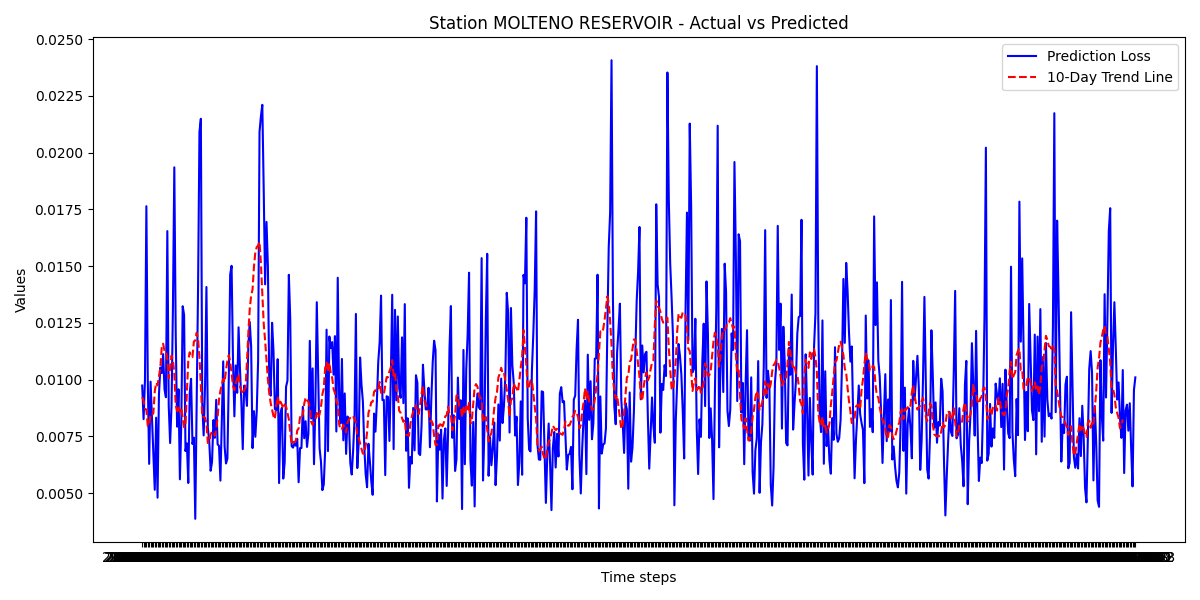 Station MOLTENO RESERVOIR - Actual vs Predicted
Prediction Loss
10-Day Trend Line
Values
0.0250
0.0225
0.0200
0.0175
0.0150
0.0125
0.0100
0.0075
0.0050
Time steps